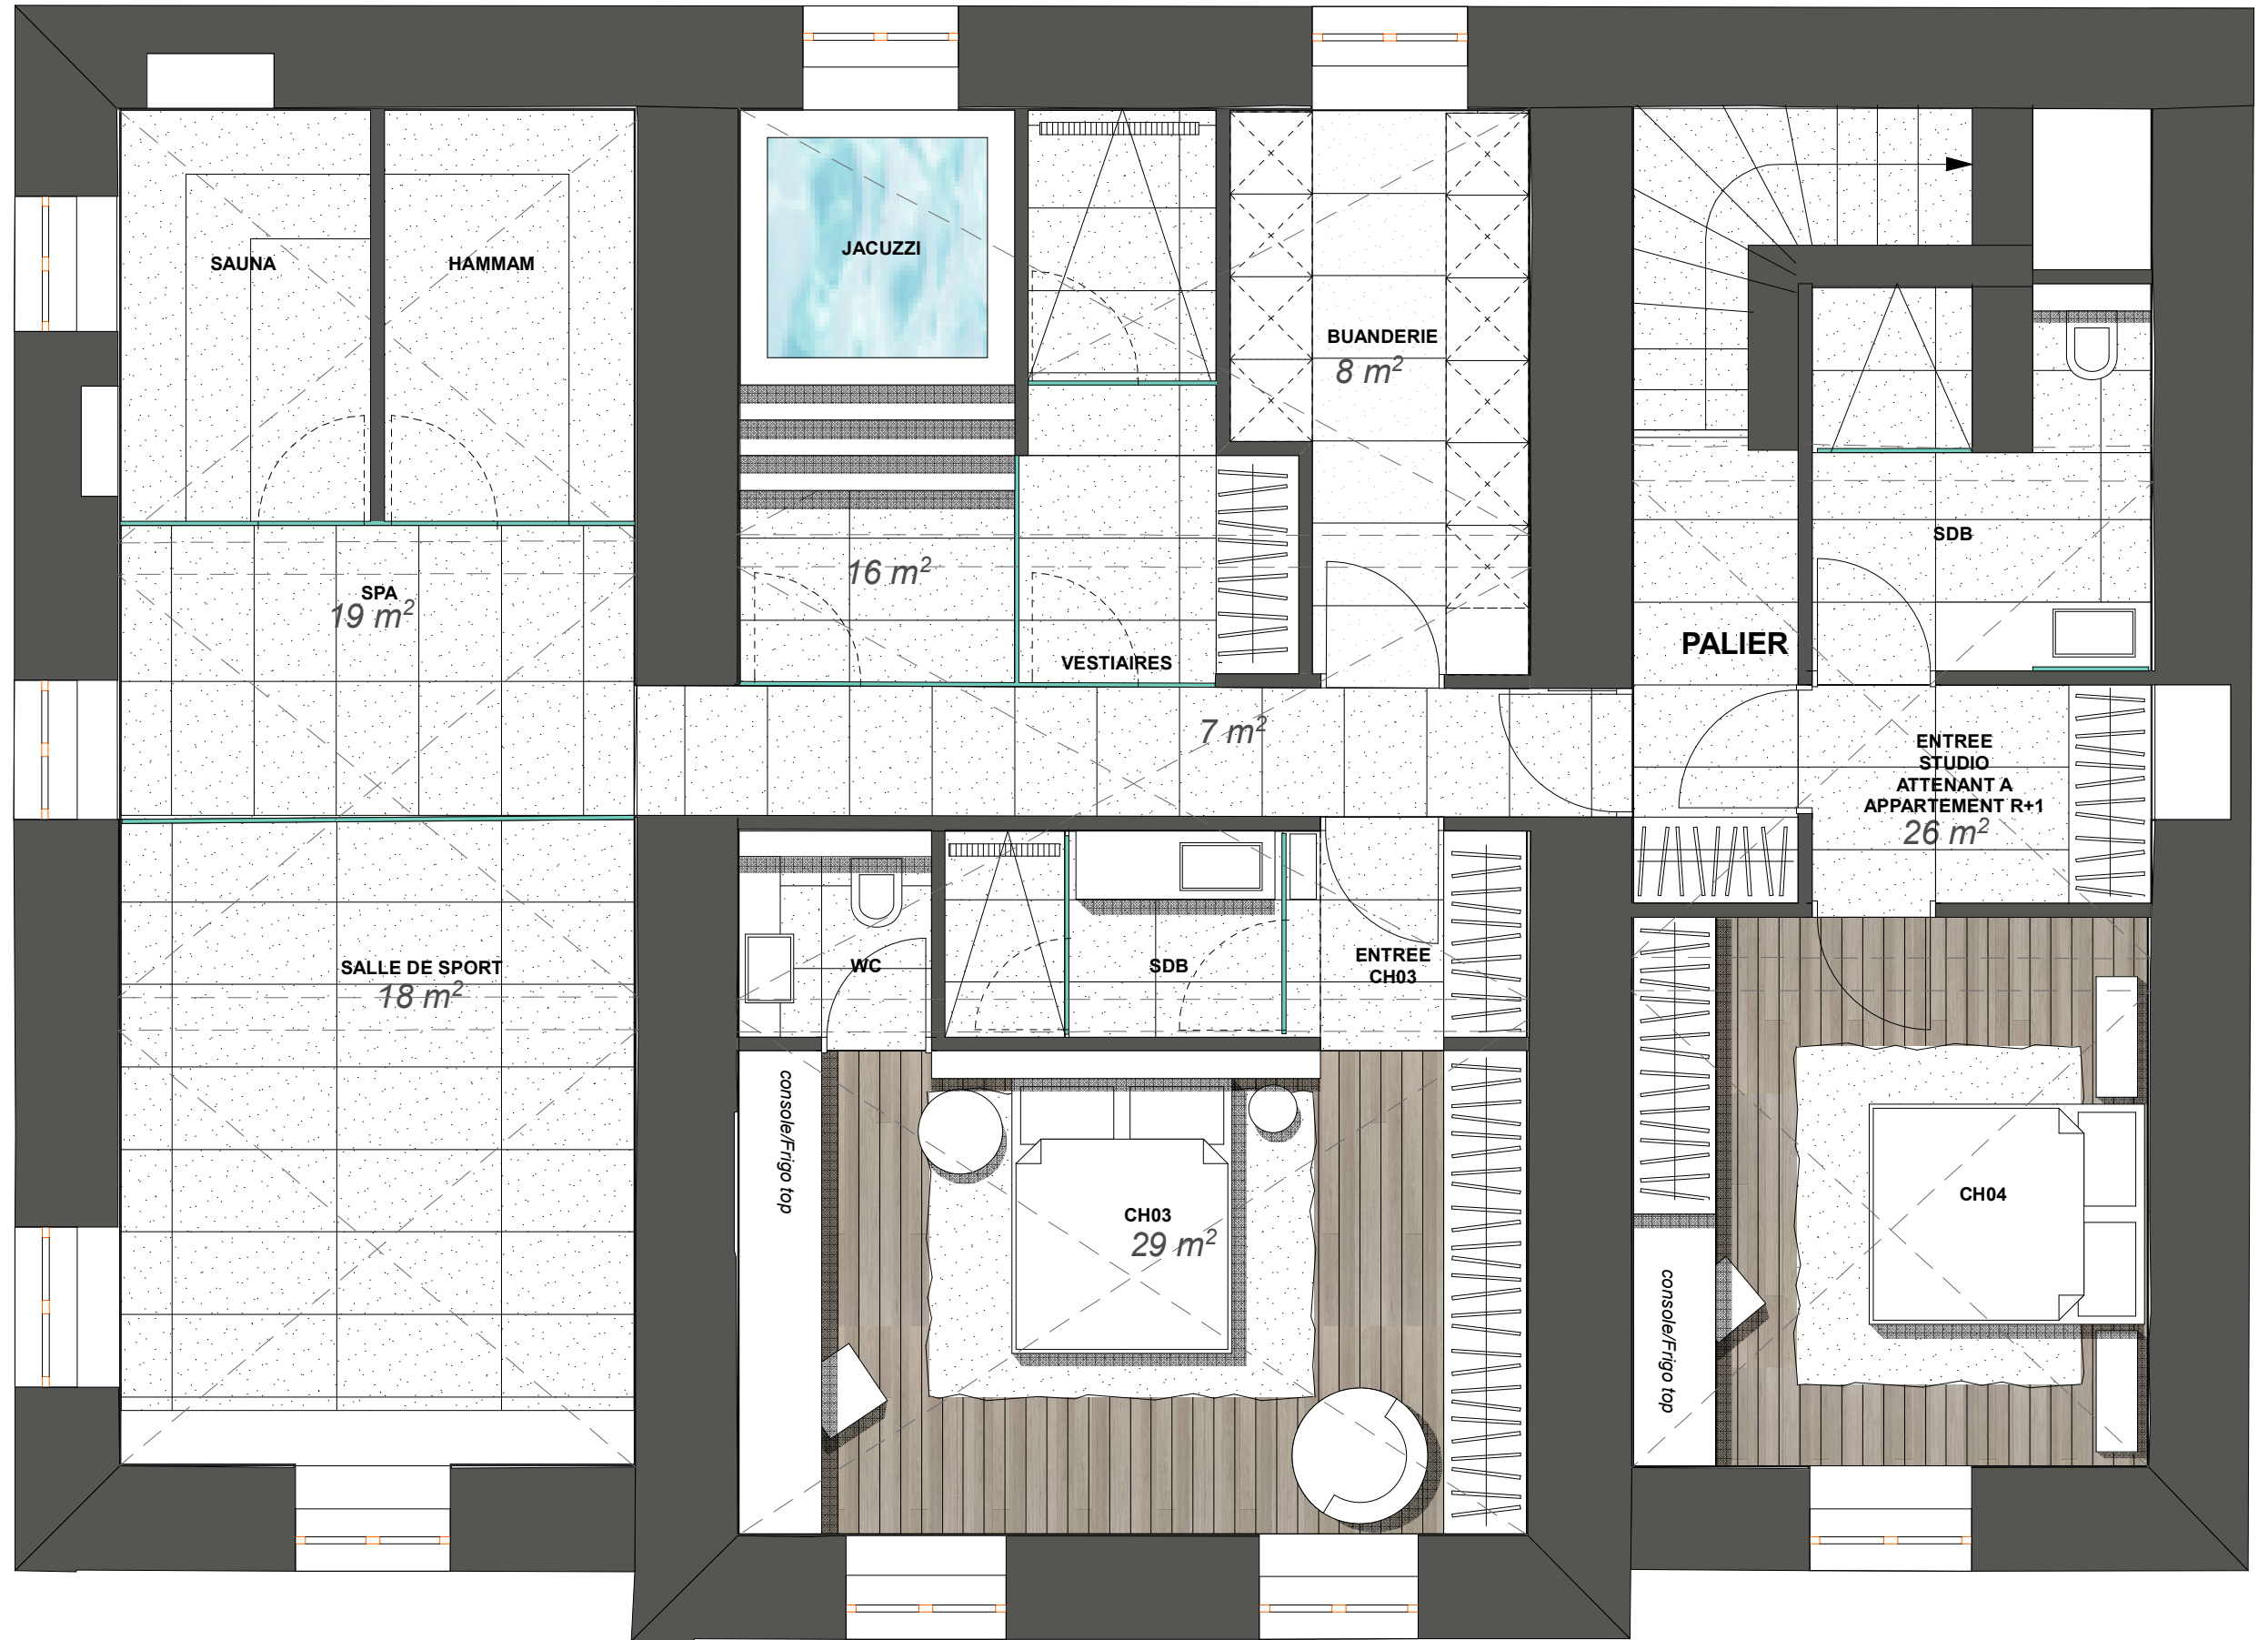 SAUNA
HAMMAM
JACUZZI
BUANDERIE
8 m²
SPA
19 m²
16 m²
VESTIAIRES
SDB
PALIER
7 m²
ENTREE
STUDIO
ATTENANT A
APPARTEMENT R+1
26 m²
SALLE DE SPORT
18 m²
WC
SDB
ENTREE
CH03
console/Frigo top
CH03
29 m²
CH04
console/Frigo top